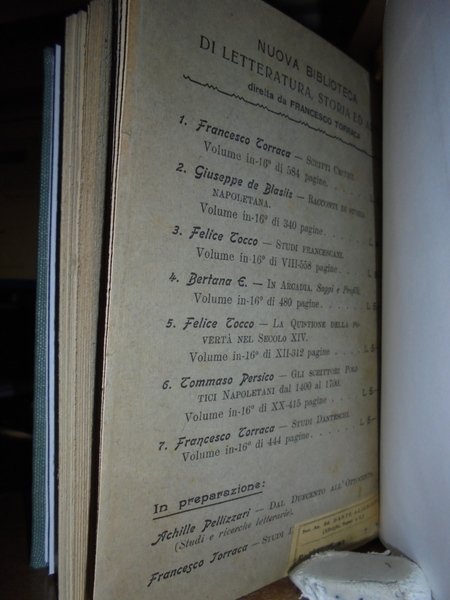 NUOVA BIBLIOTECA
DI LETTERATURA, STORIA ED
diretta da FRANCESCO TORRACA
1. Francesco Torraca — SCRITTI CRITICI.
Volume in-16° di 584 pagine
2. Giuseppe de Blasiis — RACCONTI DI STORIA
NAPOLETANA.
Volume in-16° di 340 pagine
3. Felice Tocco — STUDI FRANCESCANI.
Volume in-16° di VIII-558 pagine . . . . L.
4. Bertana E. — IN ARCADIA. Saggi e Profili.
Volume in-16° di 480 pagine . . . . L. 5
5. Felice Tocco — LA QUISTIONE DELLA PO-
VERTÀ NEL SECOLO XIV.
Volume in-16° di XII-312 pagine . . . . L. 5—
6. Tommaso Persico — GLI SCRITTORI POLI-
TICI NAPOLETANI dal 1400 al 1700.
Volume in-16° di XX-415 pagine . . . . L. 5—
7. Francesco Torraca — STUDI DANTESCHI.
Volume in-16° di 444 pagine . . . . L. 5—
In preparazione:
Achille Pellizzari — DAL DUECENTO ALL'OTTOCENTO
(Studi e ricerche letterarie).
Francesco Torraca — STUDI